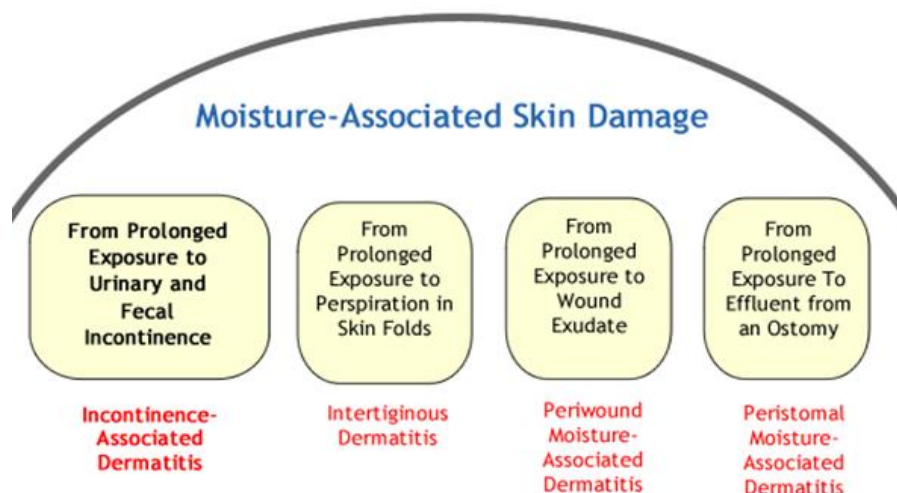 Moisture-Associated Skin Damage
From Prolonged
Exposure to
Urinary and
Fecal
Incontinence
Incontinence-
Associated
Dermatitis
From
Prolonged
Exposure to
Perspiration in
Skin Folds
Intertiginous
Dermatitis
From
Prolonged
Exposure to
Wound
Exudate
Periwound
Moisture-
Associated
Dermatitis
From
Prolonged
Exposure To
Effluent from
an Ostomy
Peristomal
Moisture-
Associated
Dermatitis